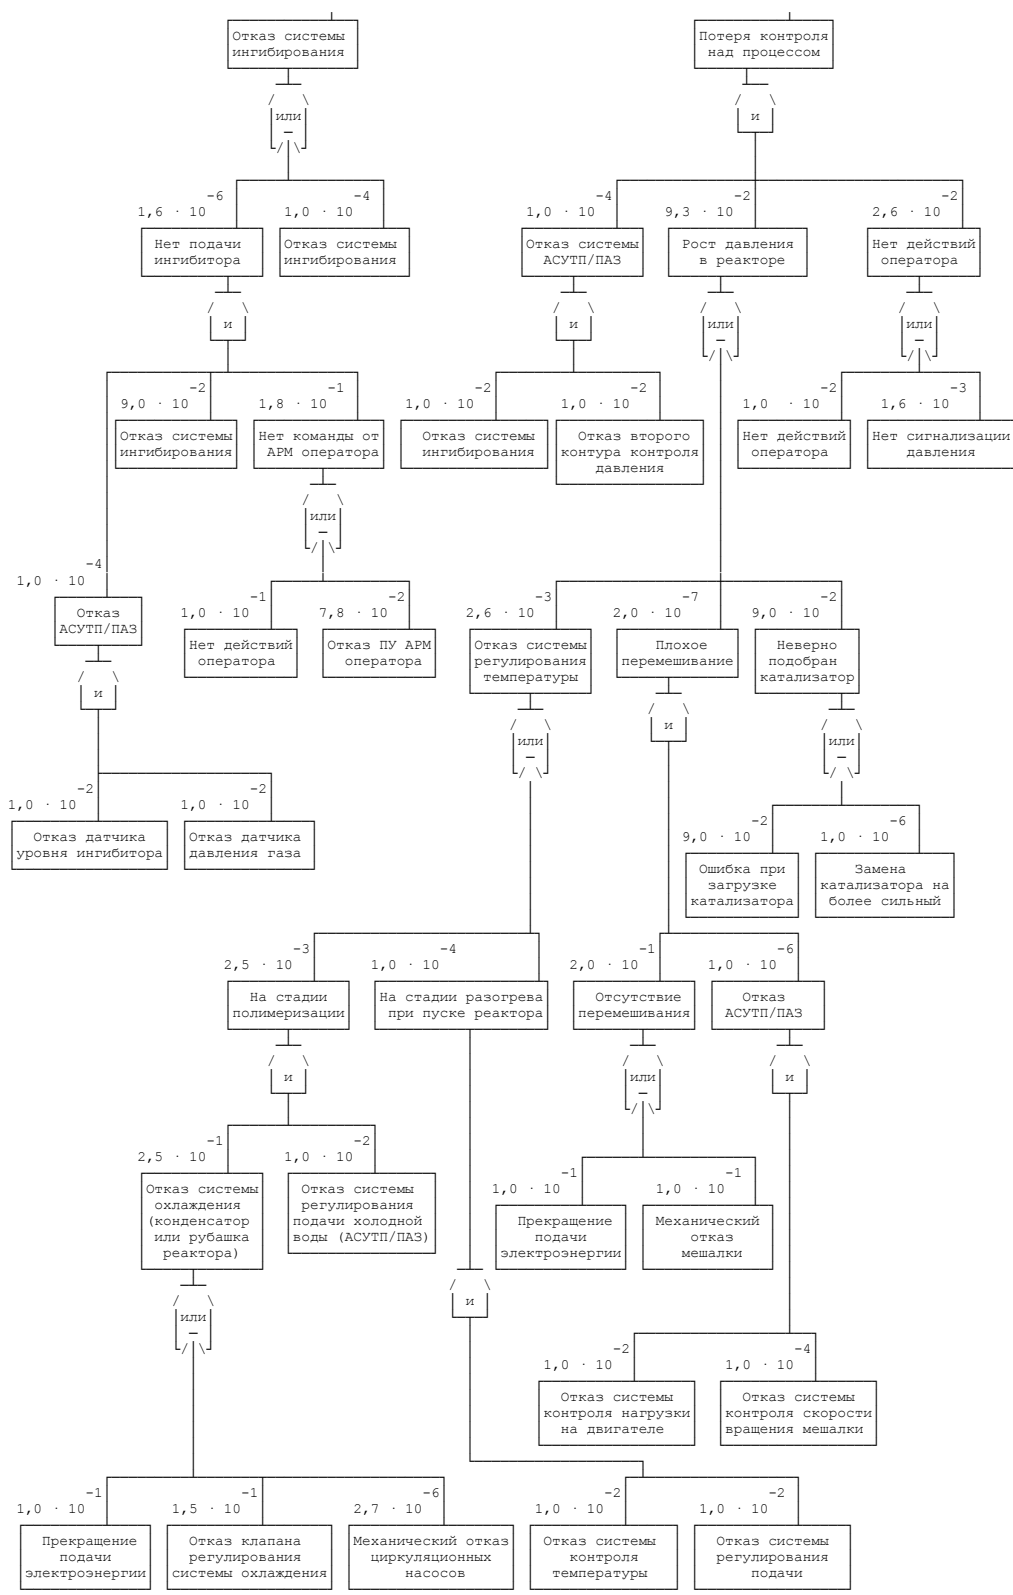 Отказ системы
ингибирования
Потеря контроля
над процессом
или
и
-6
1,6 · 10
-4
1,0 · 10
-4
1,0 · 10
-2
9,3 · 10
-2
2,6 · 10
Нет подачи
ингибитора
Отказ системы
ингибирования
Отказ системы
АСУТП/ПАЗ
Рост давления
в реакторе
Нет действий
оператора
и
и
или
или
-2
9,0 · 10
-1
1,8 · 10
-2
1,0 · 10
-2
1,0 · 10
-2
1,0 · 10
-3
1,6 · 10
Отказ системы
ингибирования
Нет команды от
АРМ оператора
Отказ системы
ингибирования
Отказ второго
контура контроля
давления
Нет действий
оператора
Нет сигнализации
давления
или
-4
1,0 · 10
-1
1,0 · 10
-2
7,8 · 10
-3
2,6 · 10
-7
2,0 · 10
-2
9,0 · 10
Отказ
АСУТП/ПАЗ
Нет действий
оператора
Отказ ПУ АРМ
оператора
Отказ системы
регулирования
температуры
Плохое
перемешивание
Неверно
подобран
катализатор
и
или
и
или
-2
1,0 · 10
-2
1,0 · 10
-2
9,0 · 10
-6
1,0 · 10
Отказ датчика
уровня ингибитора
Отказ датчика
давления газа
Ошибка при
загрузке
катализатора
Замена
катализатора на
более сильный
-3
2,5 · 10
-4
1,0 · 10
-1
2,0 · 10
-6
1,0 · 10
На стадии
полимеризации
На стадии разогрева
при пуске реактора
Отсутствие
перемешивания
Отказ
АСУТП/ПАЗ
и
или
и
-1
2,5 · 10
-2
1,0 · 10
-1
1,0 · 10
-1
1,0 · 10
Отказ системы
охлаждения
(конденсатор
или рубашка
реактора)
Отказ системы
регулирования
подачи холодной
воды (АСУТП/ПАЗ)
Прекращение
подачи
электроэнергии
Механический
отказ
мешалки
или
и
-2
1,0 · 10
-4
1,0 · 10
Отказ системы
контроля нагрузки
на двигателе
Отказ системы
контроля скорости
вращения мешалки
-1
1,0 · 10
-1
1,5 · 10
-6
2,7 · 10
-2
1,0 · 10
-2
1,0 · 10
Прекращение
подачи
электроэнергии
Отказ клапана
регулирования
системы охлаждения
Механический отказ
циркуляционных
насосов
Отказ системы
контроля
температуры
Отказ системы
регулирования
подачи